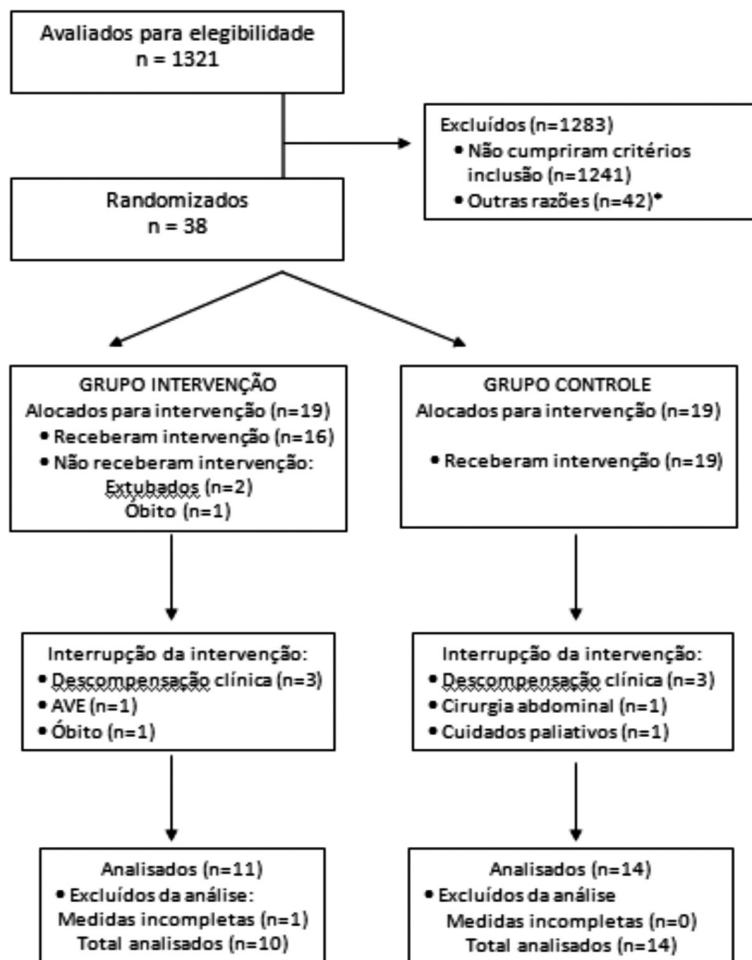 Avaliados para elegibilidade
n = 1321
Excluídos (n=1283)
• Não cumpriram critérios
inclusão (n=1241)
• Outras razões (n=42)*
Randomizados
n = 38
GRUPO INTERVENÇÃO
Alocados para intervenção (n=19)
• Receberam intervenção (n=16)
• Não receberam intervenção:
Extubados (n=2)
Óbito (n=1)
GRUPO CONTROLE
Alocados para intervenção (n=19)
• Receberam intervenção (n=19)
Interrupção da intervenção:
• Descompensação clínica (n=3)
• AVE (n=1)
• Óbito (n=1)
Interrupção da intervenção:
• Descompensação clínica (n=3)
• Cirurgia abdominal (n=1)
• Cuidados paliativos (n=1)
Analisados (n=11)
• Excluídos da análise:
Medidas incompletas (n=1)
Total analisados (n=10)
Analisados (n=14)
• Excluídos da análise
Medidas incompletas (n=0)
Total analisados (n=14)